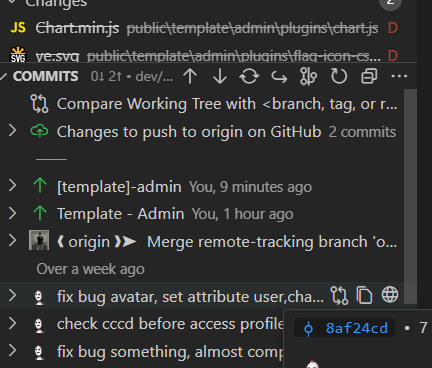 Changes 2
JS Chart.min.js public\template\admin\plugins\chart.js D
SVG ve.svg public\template\admin\plugins\flag-icon-cs... D
COMMITS 0↓ 2↑ • dev/...
Compare Working Tree with <branch, tag, or r...
Changes to push to origin on GitHub 2 commits
[template]-admin You, 9 minutes ago
Template - Admin You, 1 hour ago
❰ origin ❱➤ Merge remote-tracking branch 'o...
Over a week ago
fix bug avatar, set attribute user,cha...
check cccd before access profile
8af24cd • 7
fix bug something, almost comp